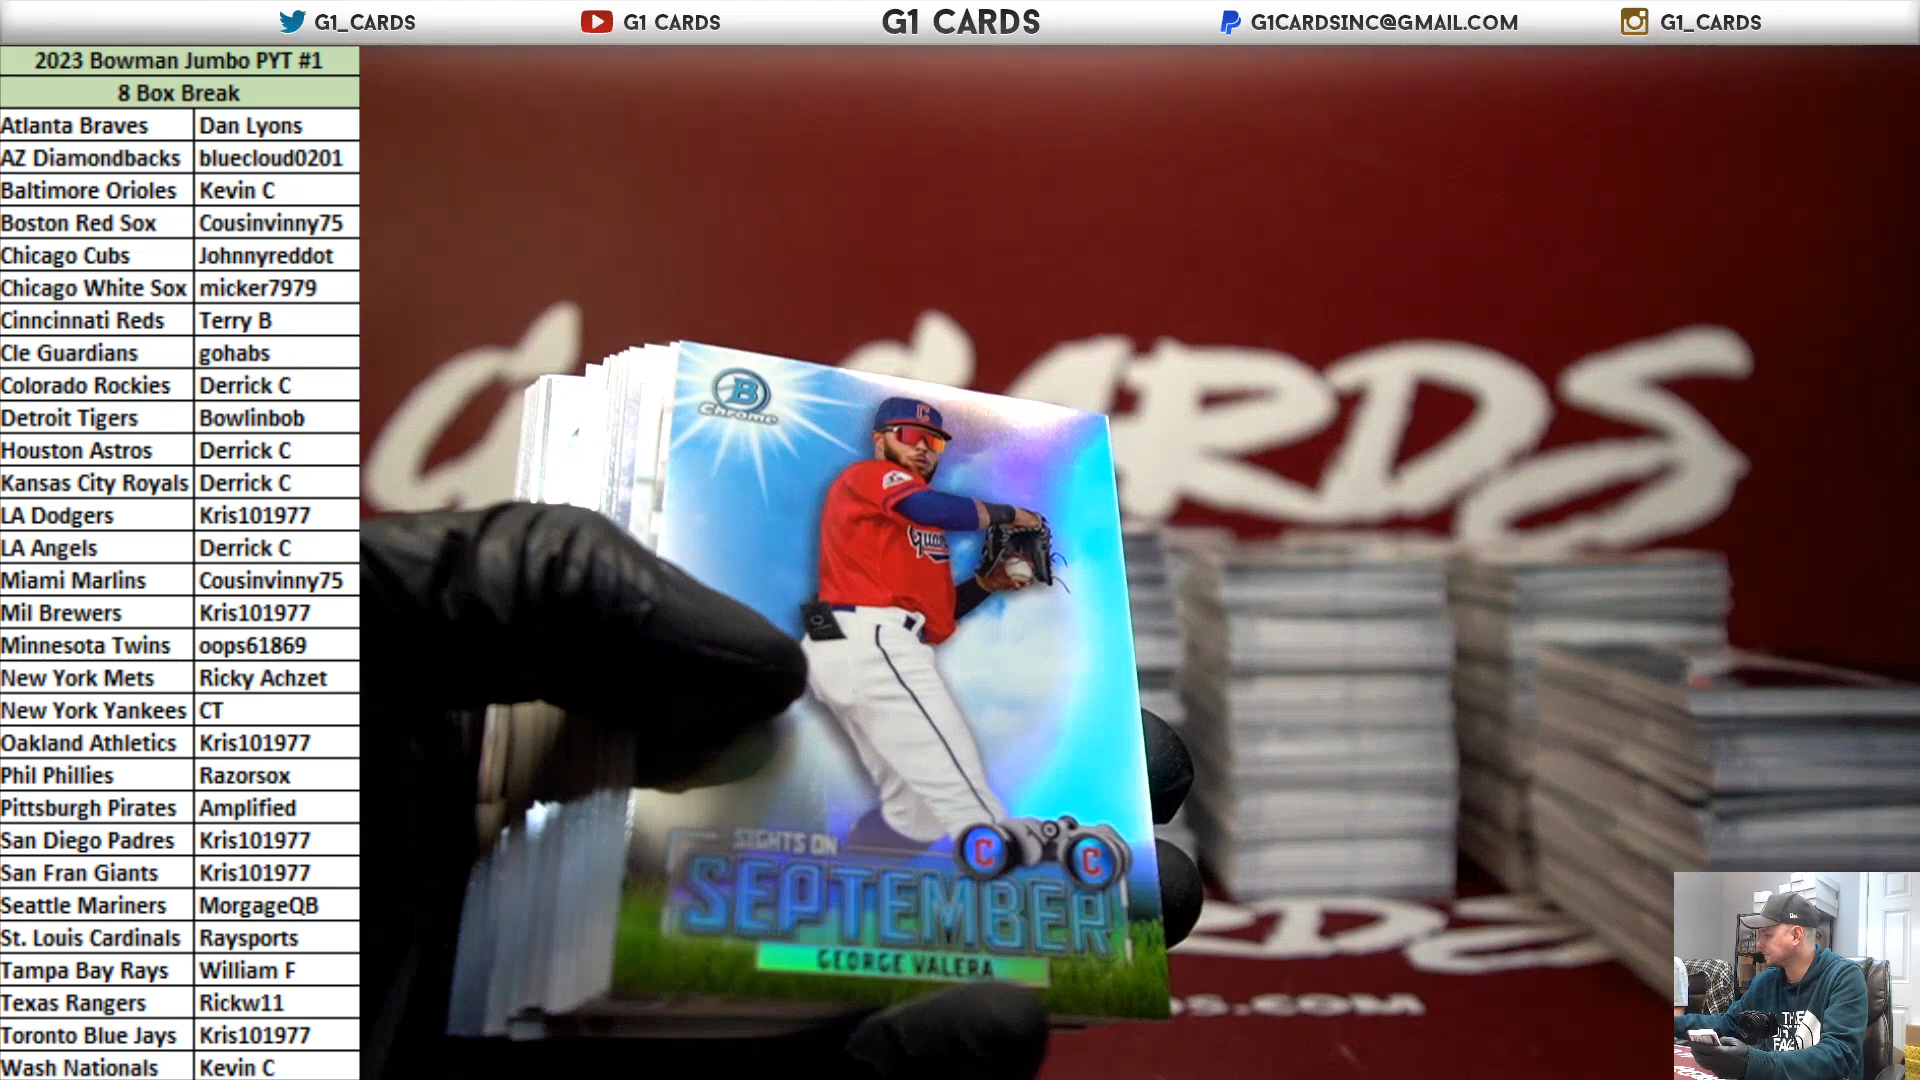 G1_CARDS
G1 CARDS
G1 CARDS
G1CARDSINC@GMAIL.COM
G1_CARDS
2023 Bowman Jumbo PYT #1
8 Box Break
Atlanta Braves Dan Lyons
AZ Diamondbacks bluecloud0201
Baltimore Orioles Kevin C
Boston Red Sox Cousinvinny75
Chicago Cubs Johnnyreddot
Chicago White Sox micker7979
Cinncinnati Reds Terry B
Cle Guardians gohabs
Colorado Rockies Derrick C
Detroit Tigers Bowlinbob
Houston Astros Derrick C
Kansas City Royals Derrick C
LA Dodgers Kris101977
LA Angels Derrick C
Miami Marlins Cousinvinny75
Mil Brewers Kris101977
Minnesota Twins oops61869
New York Mets Ricky Achzet
New York Yankees CT
Oakland Athletics Kris101977
Phil Phillies Razorsox
Pittsburgh Pirates Amplified
San Diego Padres Kris101977
San Fran Giants Kris101977
Seattle Mariners MorgageQB
St. Louis Cardinals Raysports
Tampa Bay Rays William F
Texas Rangers Rickw11
Toronto Blue Jays Kris101977
Wash Nationals Kevin C
B
Chrome
C
SIGHTS ON
C C
SEPTEMBER
GEORGE VALERA
CARDS